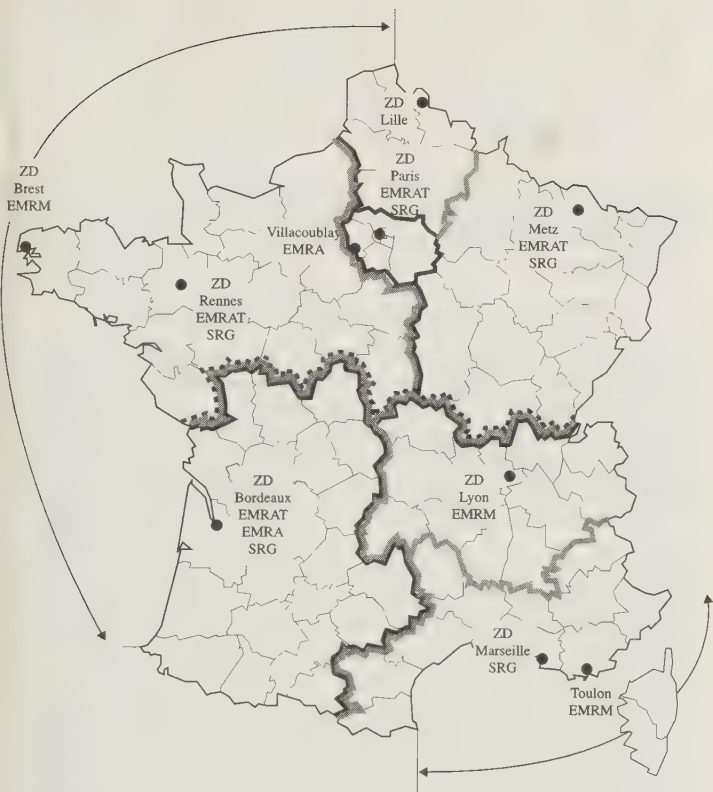 ZD
Lille
ZD
Paris
EMRAT
SRG
ZD
Brest
EMRM
Villacoublay
EMRA
ZD
Metz
EMRAT
SRG
ZD
Rennes
EMRAT
SRG
ZD
Bordeaux
EMRAT
EMRA
SRG
ZD
Lyon
EMRM
ZD
Marseille
SRG
Toulon
EMRM